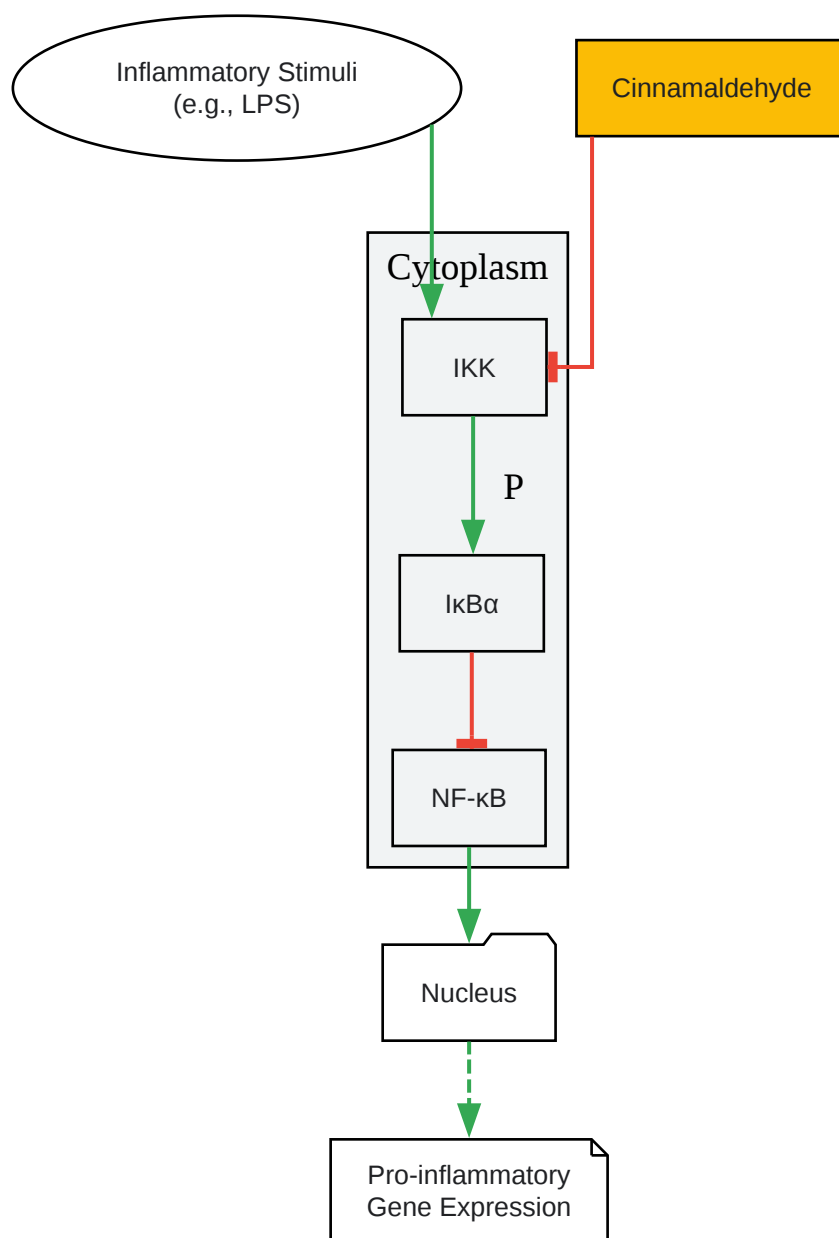 Inflammatory Stimuli
(e.g., LPS)
Cinnamaldehyde
Cytoplasm
IKK
P
IκBα
NF-κB
Nucleus
Pro-inflammatory
Gene Expression